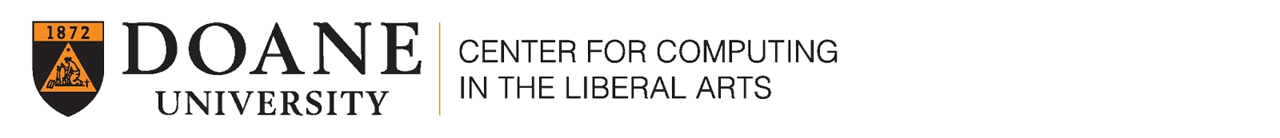 1872
DOANE
UNIVERSITY
CENTER FOR COMPUTING
IN THE LIBERAL ARTS